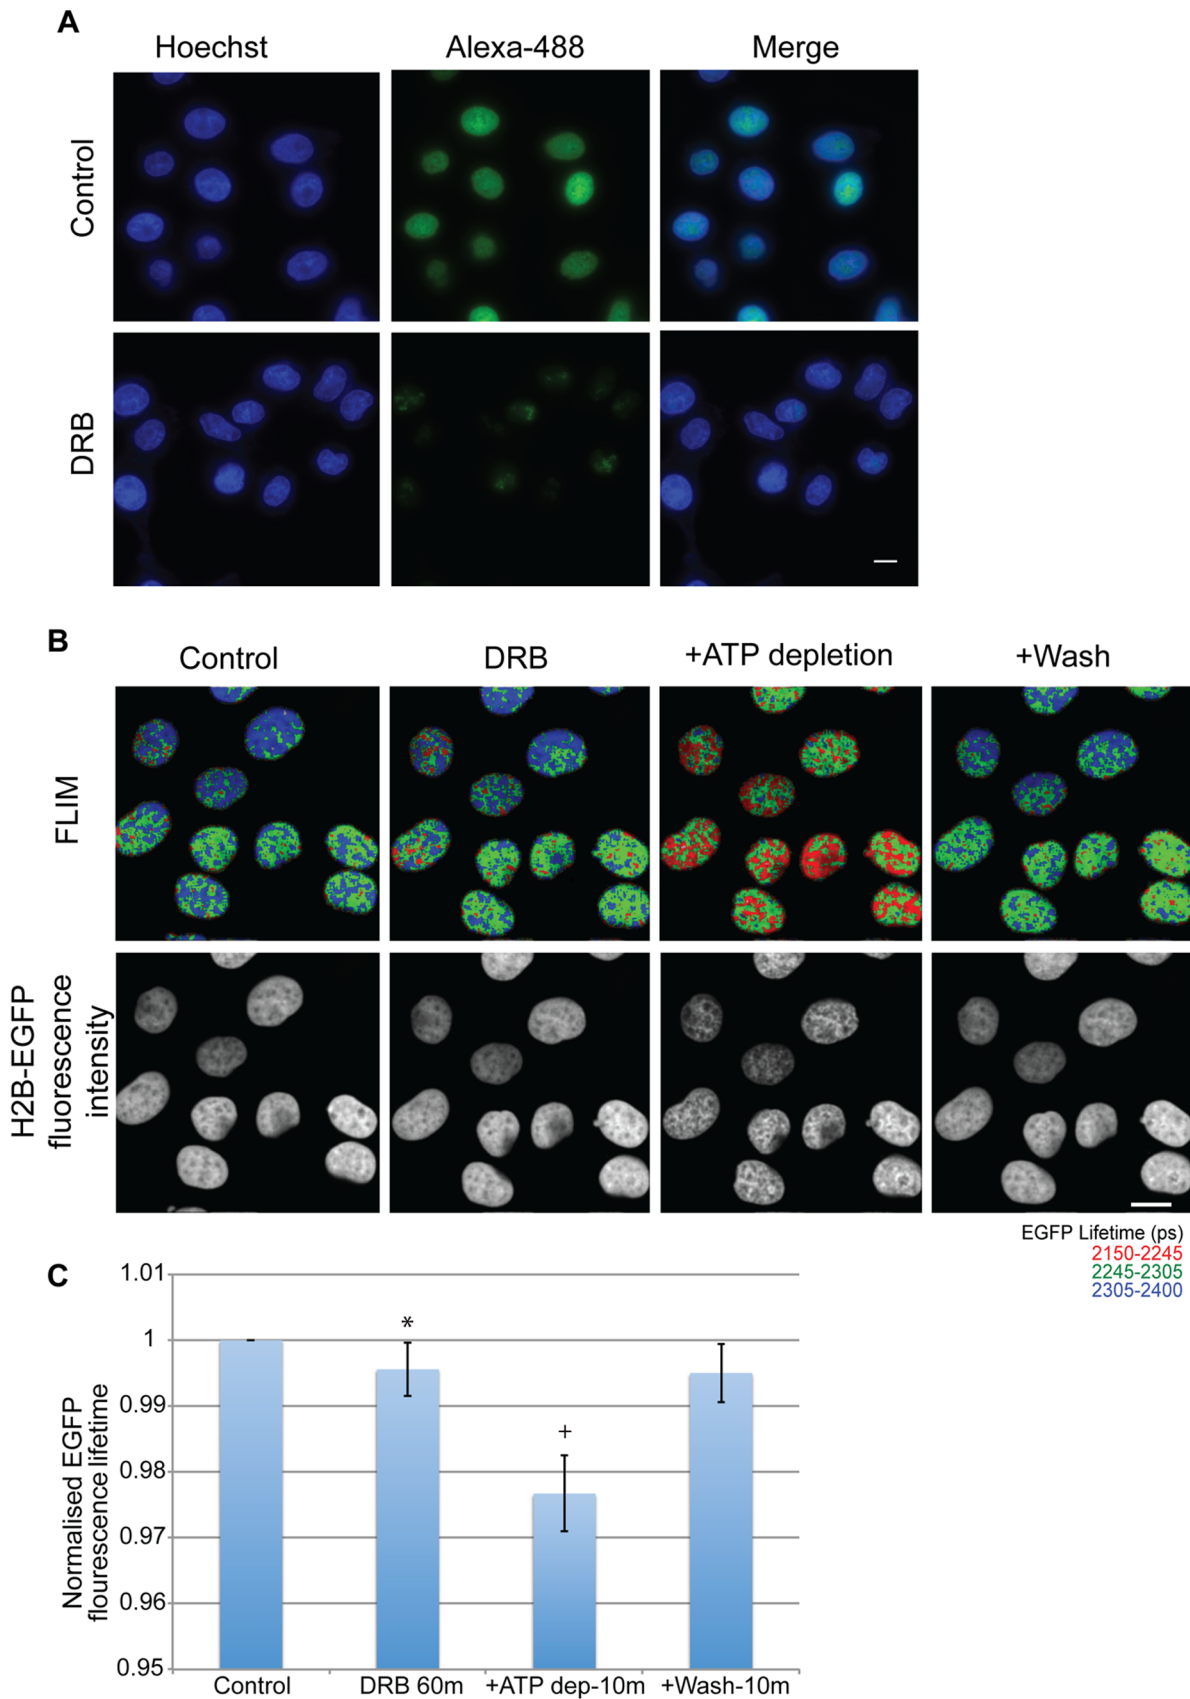 A
Hoechst
Alexa-488
Merge
Control
DRB
B
Control
DRB
+ATP depletion
+Wash
FLIM
H2B-EGFP
fluorescence
intensity
EGFP Lifetime (ps)
2150-2245
2245-2305
2305-2400
C
Normalised EGFP
flourescence lifetime
1.01
1
0.99
0.98
0.97
0.96
0.95
*
+
Control
DRB 60m
+ATP dep-10m
+Wash-10m